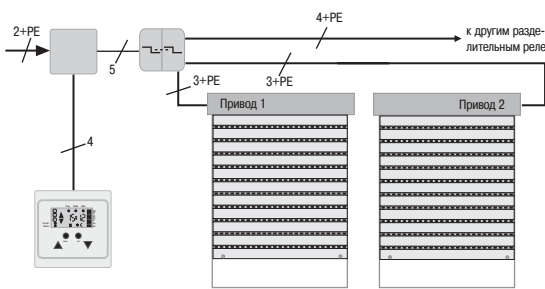 2+PE
4+PE
к другим разде-
лительным реле
5
3+PE
3+PE
Привод 1
Привод 2
4